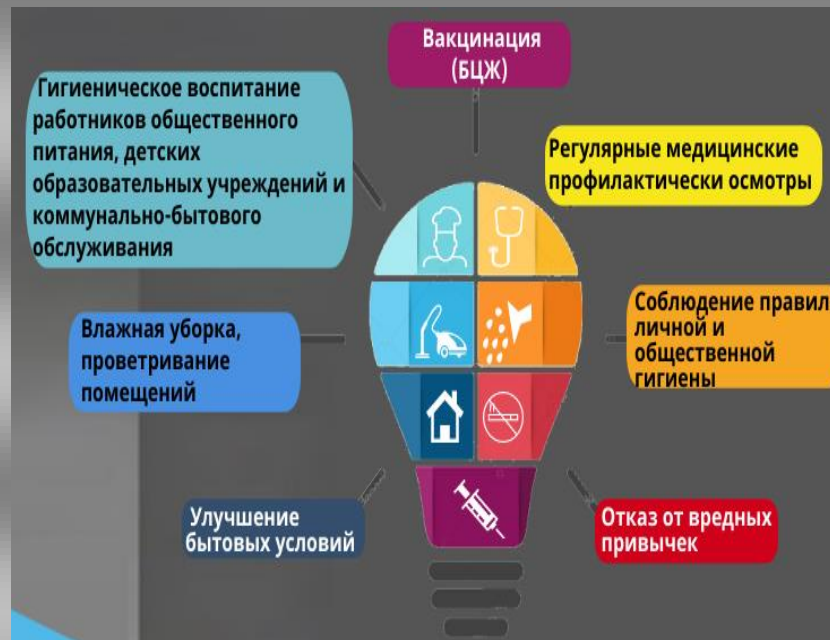 Вакцинация
(БЦЖ)
Гигиеническое воспитание
работников общественного
питания, детских
образовательных учреждений и
коммунально-бытового
обслуживания
Регулярные медицинские
профилактически осмотры
Влажная уборка,
проветривание
помещений
Соблюдение правил
личной и
общественной
гигиены
Улучшение
бытовых условий
Отказ от вредных
привычек